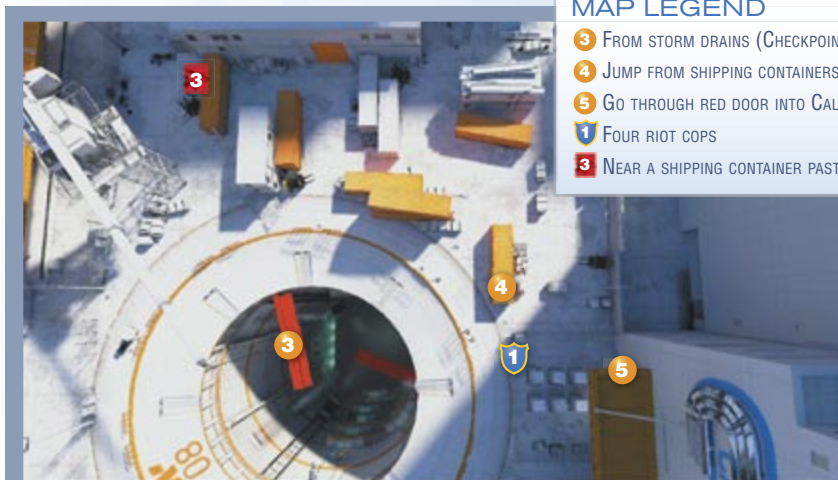 MAP LEGEND
3 FROM STORM DRAINS (CHECKPOIN
4 JUMP FROM SHIPPING CONTAINERS
5 GO THROUGH RED DOOR INTO CAL
1 FOUR RIOT COPS
3 NEAR A SHIPPING CONTAINER PAST
3
4
3
1
5
80